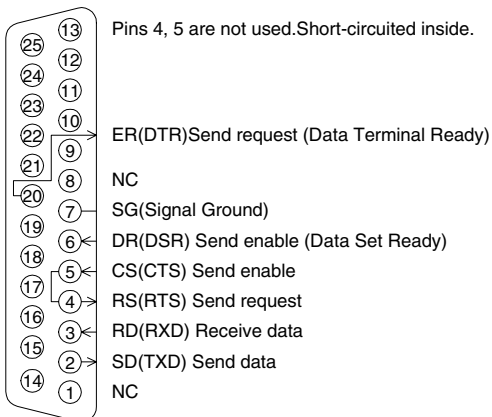 Pins 4, 5 are not used.Short-circuited inside.
ER(DTR)Send request (Data Terminal Ready)
NC
SG(Signal Ground)
DR(DSR) Send enable (Data Set Ready)
CS(CTS) Send enable
RS(RTS) Send request
RD(RXD) Receive data
SD(TXD) Send data
NC
13
25
12
24
11
23
10
22
9
21
8
20
7
19
6
18
5
17
4
16
3
15
2
14
1